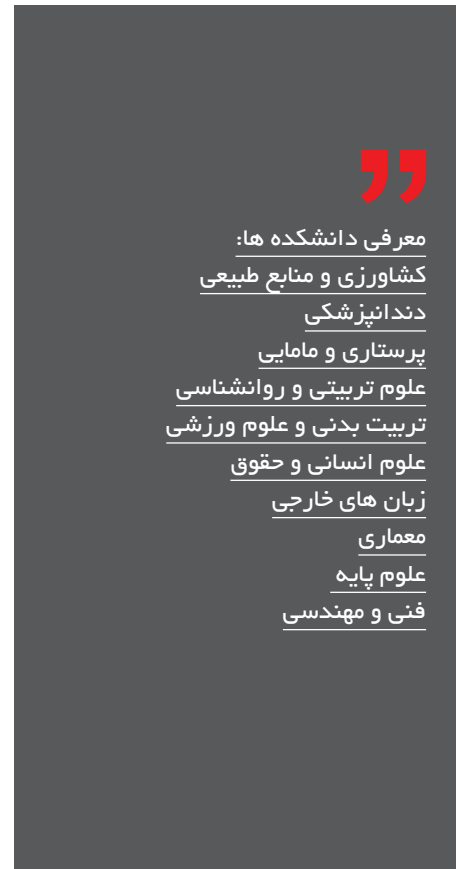 معرفی دانشکده ها:
کشاورزی و منابع طبیعی
دندانپزشکی
پرستاری و مامایی
علوم تربیتی و روانشناسی
تربیت بدنی و علوم ورزشی
علوم انسانی و حقوق
زبان های خارجی
معماری
علوم پایه
فنی و مهندسی